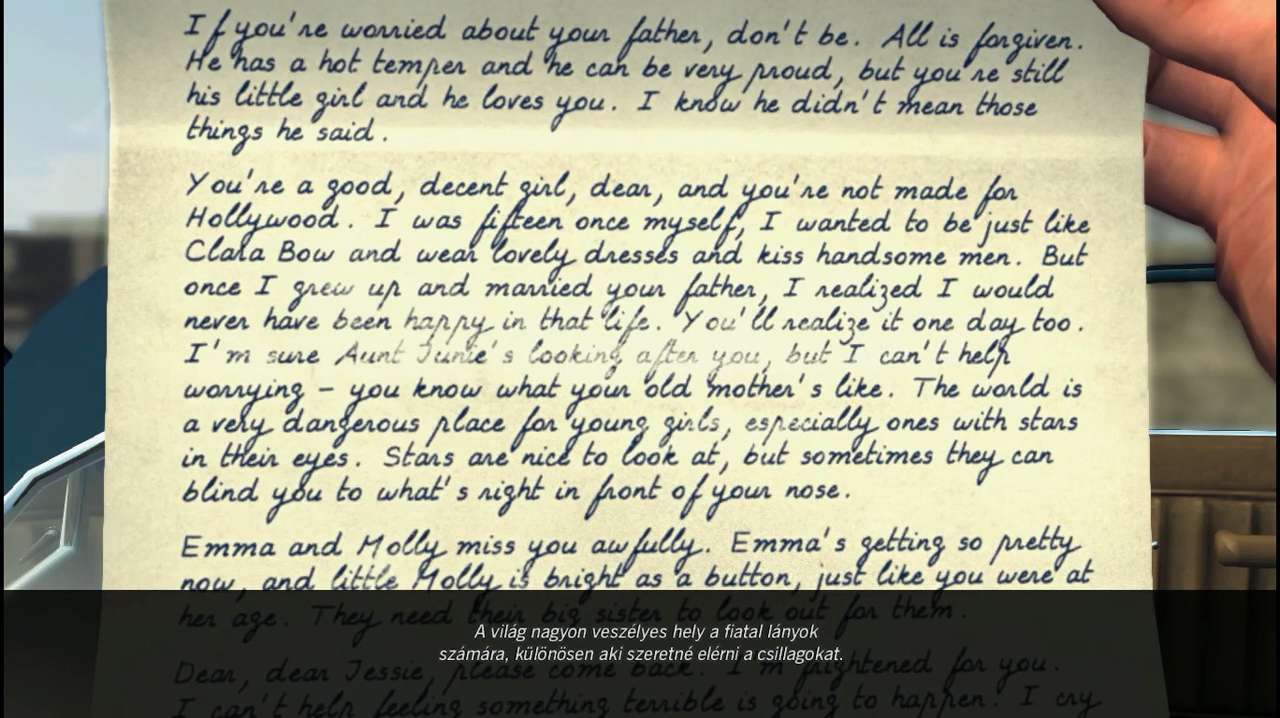 If you're worried about your father, don't be. All is forgiven.
He has a hot temper and he can be very proud, but you're still
his little girl and he loves you. I know he didn't mean those
things he said.
You're a good, decent girl, dear, and you're not made for
Hollywood. I was fifteen once myself, I wanted to be just like
Clara Bow and wear lovely dresses and kiss handsome men. But
once I grew up and married your father, I realized I would
never have been happy in that life. You'll realize it one day too.
I'm sure Aunt Junie's looking after you, but I can't help
worrying – you know what your old mother's like. The world is
a very dangerous place for young girls, especially ones with stars
in their eyes. Stars are nice to look at, but sometimes they can
blind you to what's right in front of your nose.
Emma and Molly miss you awfully. Emma's getting so pretty
now, and little Molly is bright as a button, just like you were at
her age. They need their big sister to look out for them.
A világ nagyon veszélyes hely a fiatal lányok
számára, különösen aki szeretné elérni a csillagokat.
Dear, dear Jessie, please come back. I'm frightened for you.
I can't help feeling something terrible is going to happen. I cry